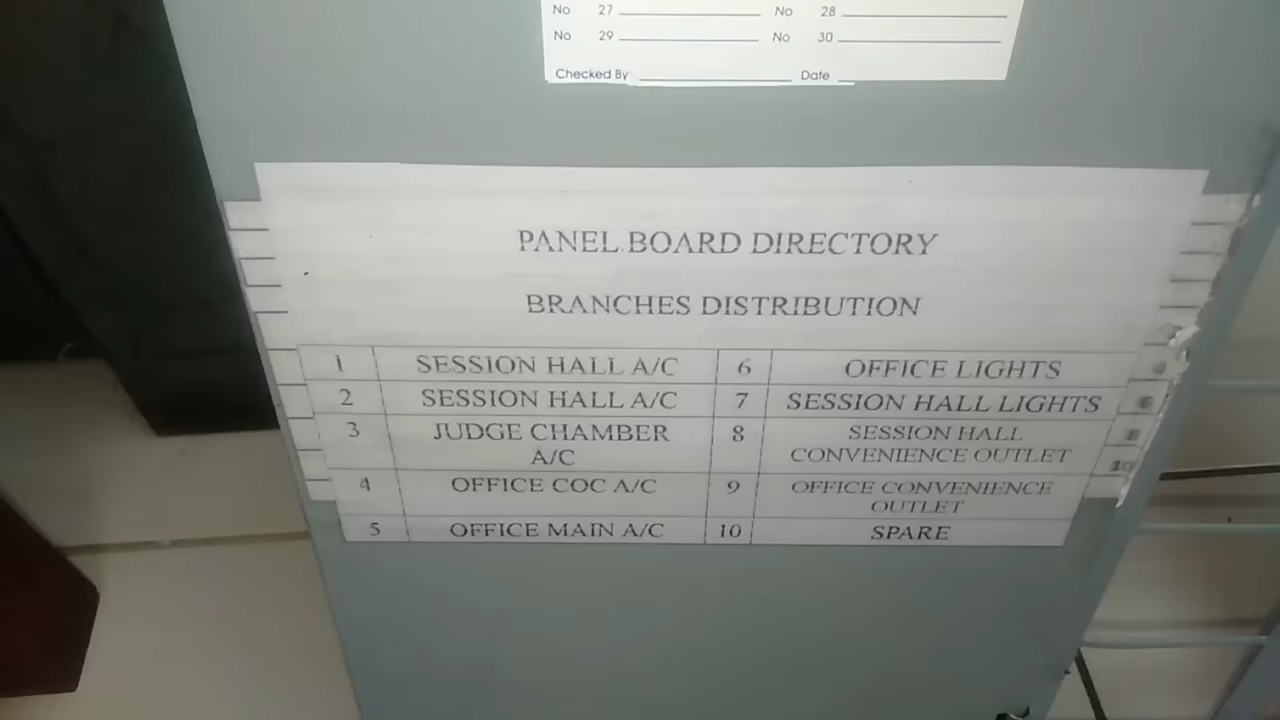 No 27 No 28
No 29 No 30
Checked By Date
PANEL BOARD DIRECTORY
BRANCHES DISTRIBUTION
1 SESSION HALL A/C 6 OFFICE LIGHTS
2 SESSION HALL A/C 7 SESSION HALL LIGHTS
3 JUDGE CHAMBER A/C 8 SESSION HALL CONVENIENCE OUTLET
4 OFFICE COC A/C 9 OFFICE CONVENIENCE OUTLET
5 OFFICE MAIN A/C 10 SPARE